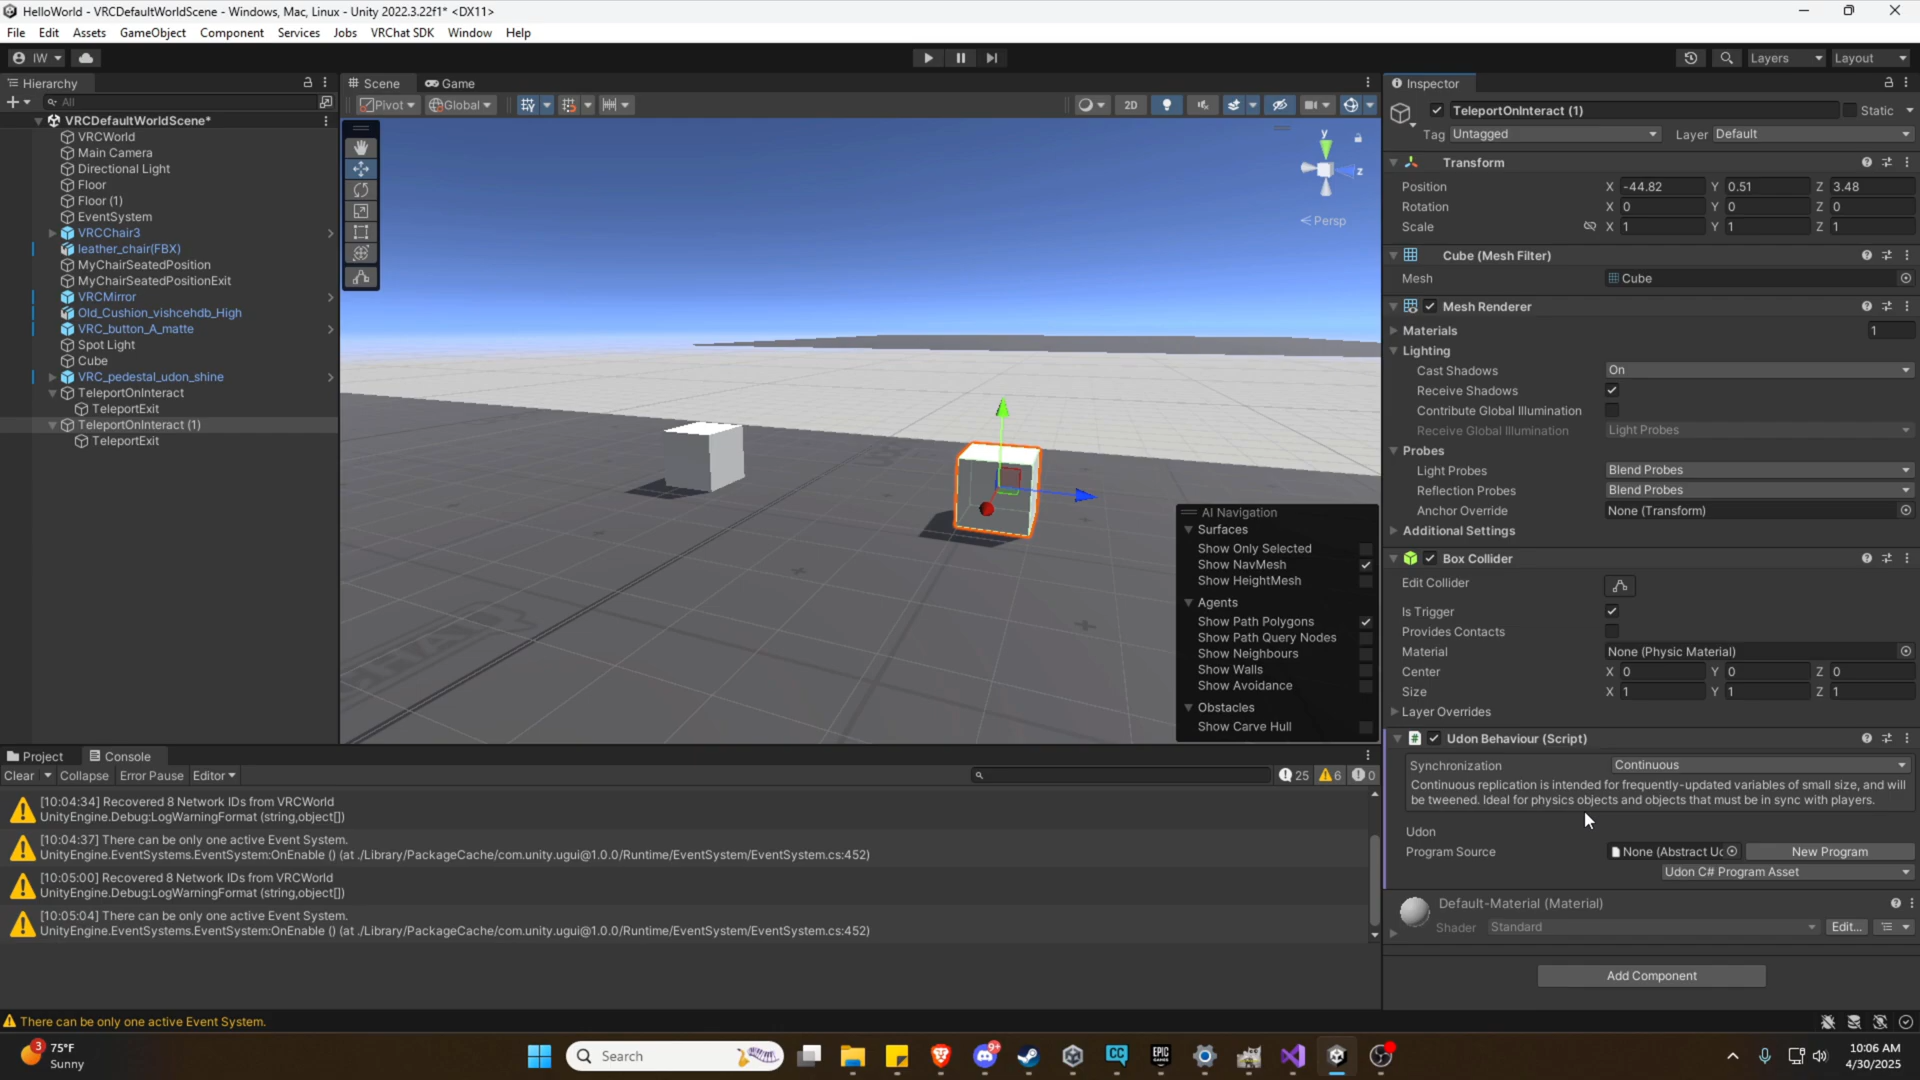 HelloWorld - VRCDefaultWorldScene - Windows, Mac, Linux - Unity 2022.3.22f1* <DX11>
File Edit Assets GameObject Component Services Jobs VRChat SDK Window Help
IW Layers Layout
Hierarchy
All
VRCDefaultWorldScene*
VRCWorld
Main Camera
Directional Light
Floor
Floor (1)
EventSystem
VRCChair3
leather_chair(FBX)
MyChairSeatedPosition
MyChairSeatedPositionExit
VRCMirror
Old_Cushion_vishcehdb_High
VRC_button_A_matte
Spot Light
Cube
VRC_pedestal_udon_shine
TeleportOnInteract
TeleportExit
TeleportOnInteract (1)
TeleportExit
Scene Game
Pivot Global 2D
y
z
Persp
AI Navigation
Surfaces
Show Only Selected
Show NavMesh
Show HeightMesh
Agents
Show Path Polygons
Show Path Query Nodes
Show Neighbours
Show Walls
Show Avoidance
Obstacles
Show Carve Hull
Inspector
TeleportOnInteract (1) Static
Tag Untagged Layer Default
Transform
Position X -44.82 Y 0.51 Z 3.48
Rotation X 0 Y 0 Z 0
Scale X 1 Y 1 Z 1
Cube (Mesh Filter)
Mesh Cube
Mesh Renderer
Materials 1
Lighting
Cast Shadows On
Receive Shadows
Contribute Global Illumination
Receive Global Illumination Light Probes
Probes
Light Probes Blend Probes
Reflection Probes Blend Probes
Anchor Override None (Transform)
Additional Settings
Box Collider
Edit Collider
Is Trigger
Provides Contacts
Material None (Physic Material)
Center X 0 Y 0 Z 0
Size X 1 Y 1 Z 1
Layer Overrides
Udon Behaviour (Script)
Synchronization Continuous
Continuous replication is intended for frequently-updated variables of small size, and will
be tweened. Ideal for physics objects and objects that must be in sync with players.
Udon
Program Source None (Abstract Uc New Program
Udon C# Program Asset
Default-Material (Material)
Shader Standard Edit...
Add Component
Project Console
Clear Collapse Error Pause Editor 25 6 0
[10:04:34] Recovered 8 Network IDs from VRCWorld
UnityEngine.Debug:LogWarningFormat (string,object[])
[10:04:37] There can be only one active Event System.
UnityEngine.EventSystems.EventSystem:OnEnable () (at ./Library/PackageCache/com.unity.ugui@1.0.0/Runtime/EventSystem/EventSystem.cs:452)
[10:05:00] Recovered 8 Network IDs from VRCWorld
UnityEngine.Debug:LogWarningFormat (string,object[])
[10:05:04] There can be only one active Event System.
UnityEngine.EventSystems.EventSystem:OnEnable () (at ./Library/PackageCache/com.unity.ugui@1.0.0/Runtime/EventSystem/EventSystem.cs:452)
There can be only one active Event System.
3
75°F
Sunny
Search
9+
CC
EPIC
GAMES
10:06 AM
4/30/2025